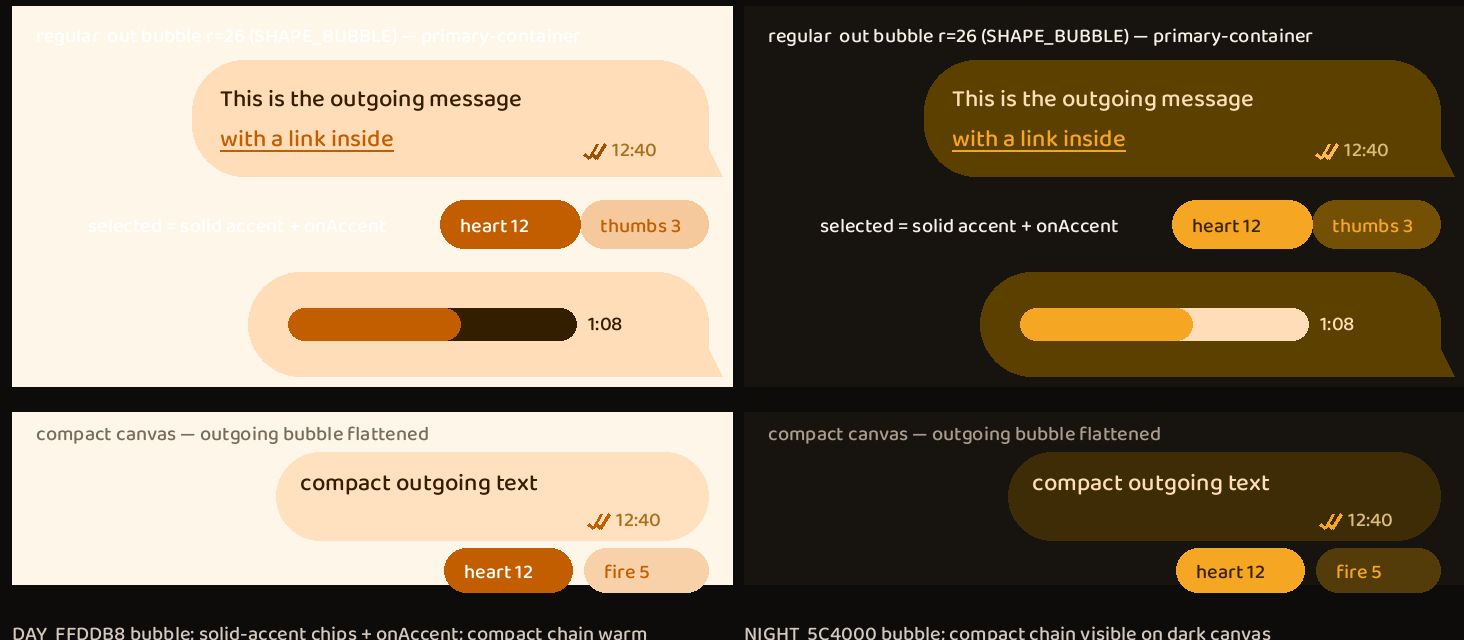 regular out bubble r=26 (SHAPE_BUBBLE) — primary-container
This is the outgoing message
with a link inside
12:40
selected = solid accent + onAccent
heart 12
thumbs 3
1:08
regular out bubble r=26 (SHAPE_BUBBLE) — primary-container
This is the outgoing message
with a link inside
12:40
selected = solid accent + onAccent
heart 12
thumbs 3
1:08
compact canvas — outgoing bubble flattened
compact outgoing text
12:40
heart 12
fire 5
compact canvas — outgoing bubble flattened
compact outgoing text
12:40
heart 12
fire 5
DAY FFDDB8 bubble; solid-accent chips + onAccent; compact chain warm
NIGHT 5C4000 bubble; compact chain visible on dark canvas